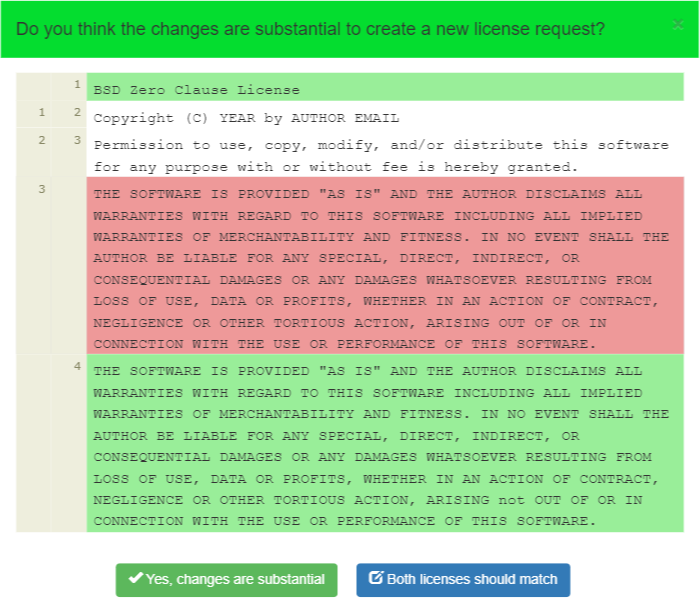 Do you think the changes are substantial to create a new license request? ×
1 BSD Zero Clause License
1 2 Copyright (C) YEAR by AUTHOR EMAIL
2 3 Permission to use, copy, modify, and/or distribute this software
for any purpose with or without fee is hereby granted.
3 THE SOFTWARE IS PROVIDED "AS IS" AND THE AUTHOR DISCLAIMS ALL
WARRANTIES WITH REGARD TO THIS SOFTWARE INCLUDING ALL IMPLIED
WARRANTIES OF MERCHANTABILITY AND FITNESS. IN NO EVENT SHALL THE
AUTHOR BE LIABLE FOR ANY SPECIAL, DIRECT, INDIRECT, OR
CONSEQUENTIAL DAMAGES OR ANY DAMAGES WHATSOEVER RESULTING FROM
LOSS OF USE, DATA OR PROFITS, WHETHER IN AN ACTION OF CONTRACT,
NEGLIGENCE OR OTHER TORTIOUS ACTION, ARISING OUT OF OR IN
CONNECTION WITH THE USE OR PERFORMANCE OF THIS SOFTWARE.
4 THE SOFTWARE IS PROVIDED "AS IS" AND THE AUTHOR DISCLAIMS ALL
WARRANTIES WITH REGARD TO THIS SOFTWARE INCLUDING ALL IMPLIED
WARRANTIES OF MERCHANTABILITY AND FITNESS. IN NO EVENT SHALL THE
AUTHOR BE LIABLE FOR ANY SPECIAL, DIRECT, INDIRECT, OR
CONSEQUENTIAL DAMAGES OR ANY DAMAGES WHATSOEVER RESULTING FROM
LOSS OF USE, DATA OR PROFITS, WHETHER IN AN ACTION OF CONTRACT,
NEGLIGENCE OR OTHER TORTIOUS ACTION, ARISING not OUT OF OR IN
CONNECTION WITH THE USE OR PERFORMANCE OF THIS SOFTWARE.
Yes, changes are substantial
Both licenses should match